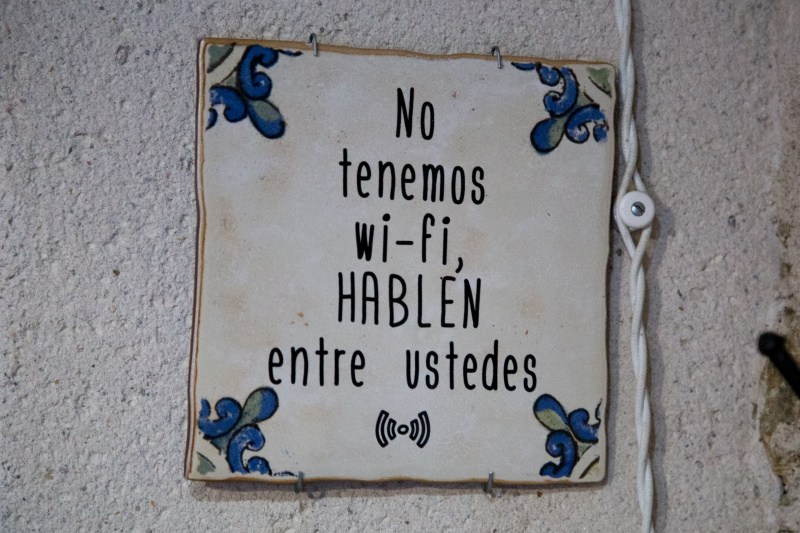 No
tenemos
wi-fi,
HABLEN
entre ustedes